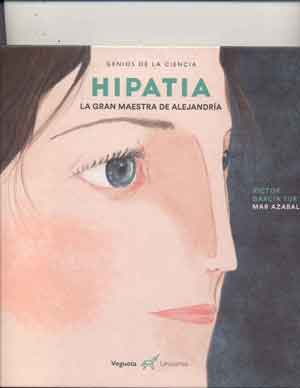 GENIOS DE LA CIENCIA
HIPATIA
LA GRAN MAESTRA DE ALEJANDRÍA
VÍCTOR
GARCÍA TUR
MAR AZABAL
Vegueta Unicornio